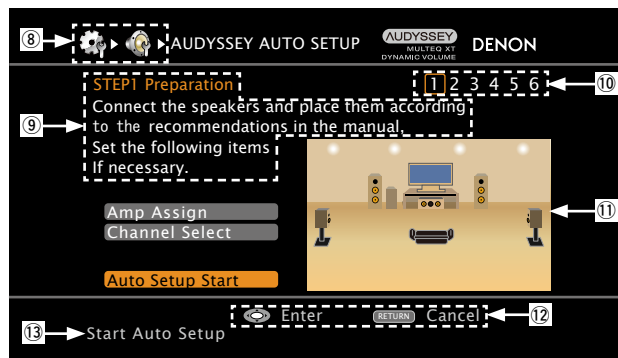 ⑧ AUDYSSEY AUTO SETUP AUDYSSEY MULTEQ XT DYNAMIC VOLUME DENON
STEP1 Preparation
1 2 3 4 5 6 ⑩
⑨ Connect the speakers and place them according
to the recommendations in the manual,
Set the following items
If necessary.
⑪
Amp Assign
Channel Select
Auto Setup Start
Enter RETURN Cancel ⑫
⑬ Start Auto Setup